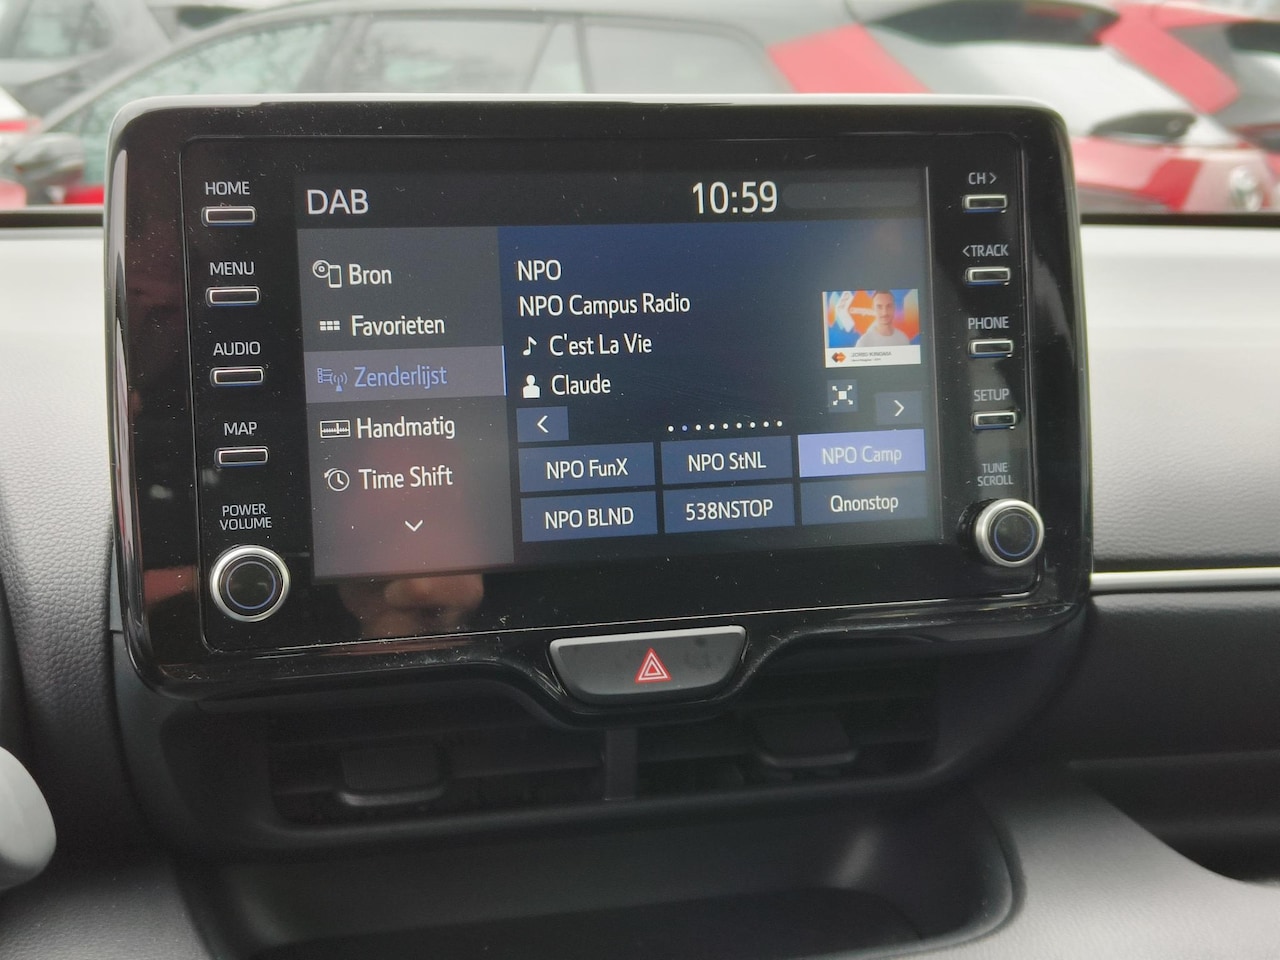 HOME
MENU
AUDIO
MAP
POWER
VOLUME
DAB
10:59
Bron
Favorieten
Zenderlijst
Handmatig
Time Shift
NPO
NPO Campus Radio
C'est La Vie
Claude
NPO FunX
NPO StNL
NPO Camp
NPO BLND
538NSTOP
Qnonstop
CH >
< TRACK
PHONE
SETUP
TUNE
SCROLL